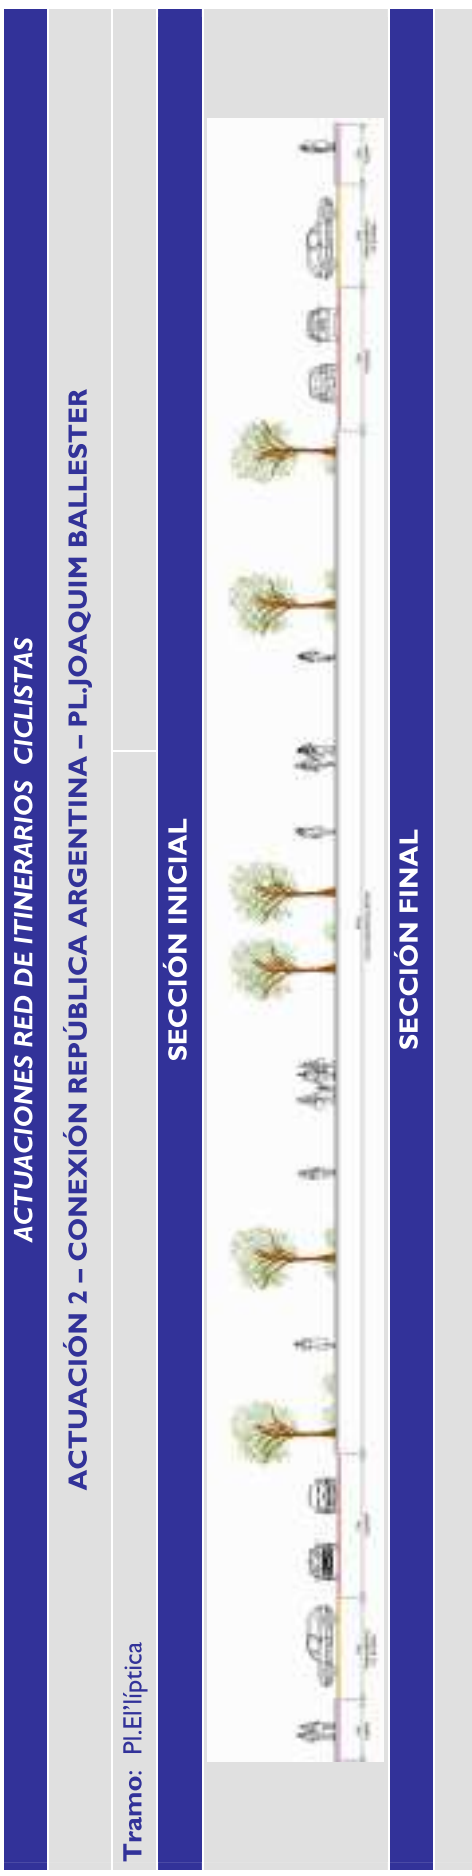 ACTUACIONES RED DE ITINERARIOS CICLISTAS
ACTUACIÓN 2 – CONEXIÓN REPÚBLICA ARGENTINA – PL.JOAQUIM BALLESTER
Tramo: Pl.El'líptica
SECCIÓN INICIAL
SECCIÓN FINAL